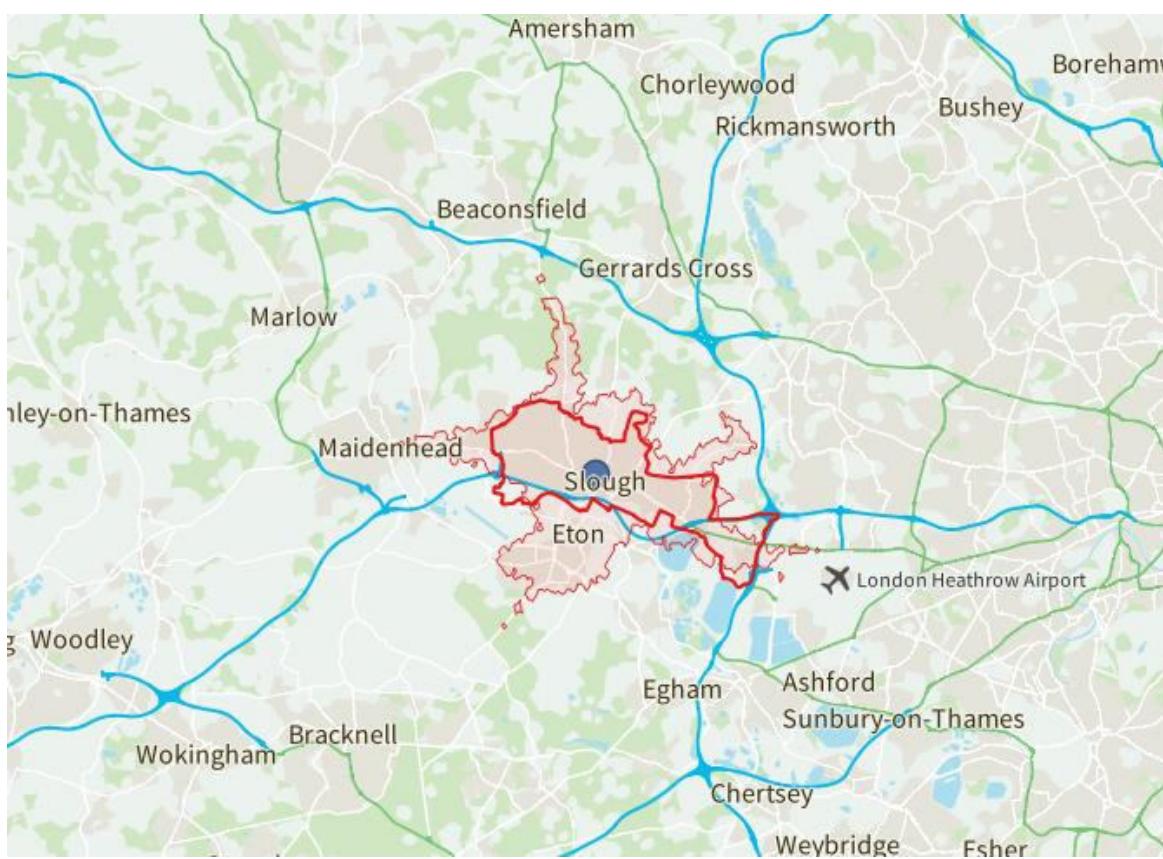 Amersham
Chorleywood
Boreham
Bushey
Rickmansworth
Beaconsfield
Gerrards Cross
Marlow
nley-on-Thames
Maidenhead
Slough
Eton
London Heathrow Airport
g Woodley
Egham
Ashford
Sunbury-on-Thames
Bracknell
Wokingham
Chertsey
Weybridge
Esher